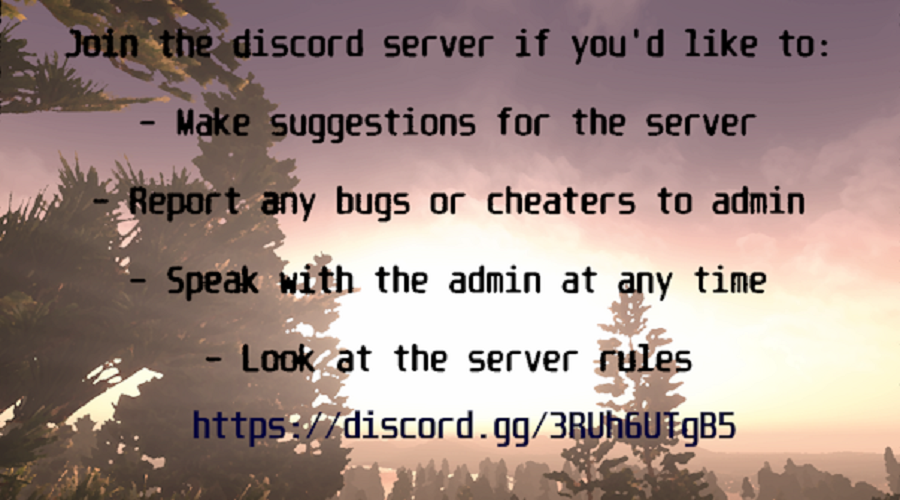 Join the discord server if you'd like to:
- Make suggestions for the server
- Report any bugs or cheaters to admin
- Speak with the admin at any time
- Look at the server rules
https://discord.gg/3RUh6UTgB5